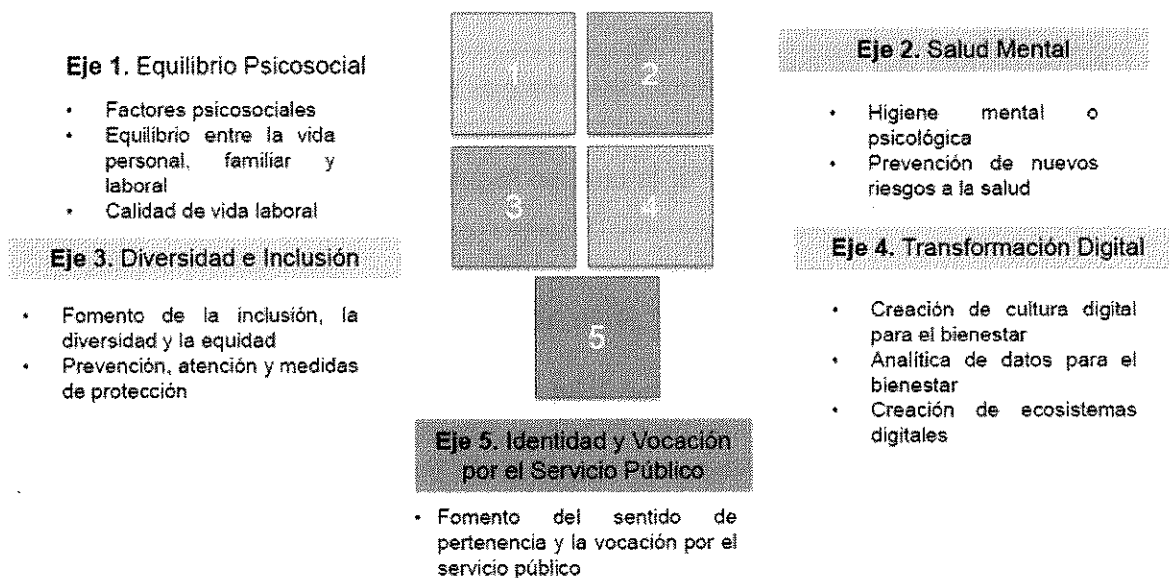 Eje 1. Equilibrio Psicosocial
• Factores psicosociales
• Equilibrio entre la vida
personal, familiar y
laboral
• Calidad de vida laboral
1
2
Eje 2. Salud Mental
• Higiene mental o
psicológica
• Prevención de nuevos
riesgos a la salud
Eje 3. Diversidad e Inclusión
• Fomento de la inclusión, la
diversidad y la equidad
• Prevención, atención y medidas
de protección
3
4
Eje 4. Transformación Digital
• Creación de cultura digital
para el bienestar
• Analítica de datos para el
bienestar
• Creación de ecosistemas
digitales
5
Eje 5. Identidad y Vocación
por el Servicio Público
• Fomento del sentido de
pertenencia y la vocación por el
servicio público